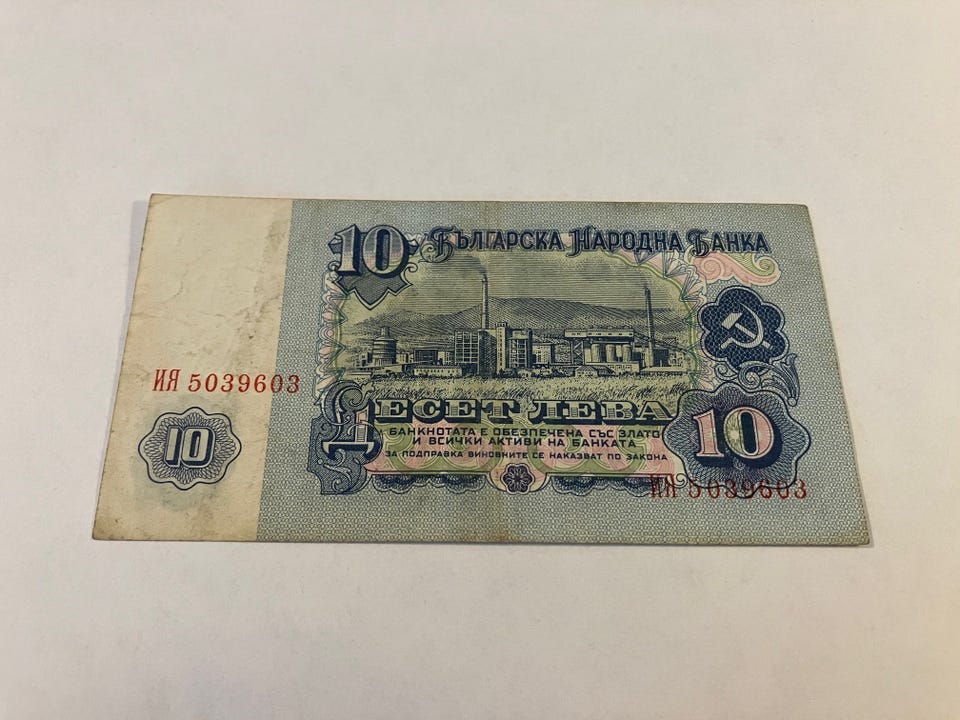 10 Българска Народна Банка
ИЯ 5039603
10
Десет Лева
БАНКНОТАТА Е ОБЕЗПЕЧЕНА СЪС ЗЛАТО
И ВСИЧКИ АКТИВИ НА БАНКАТА
ЗА ПОДПРАВКА ВИНОВНИТЕ СЕ НАКАЗВАТ ПО ЗАКОНА
10
ИЯ 5039603